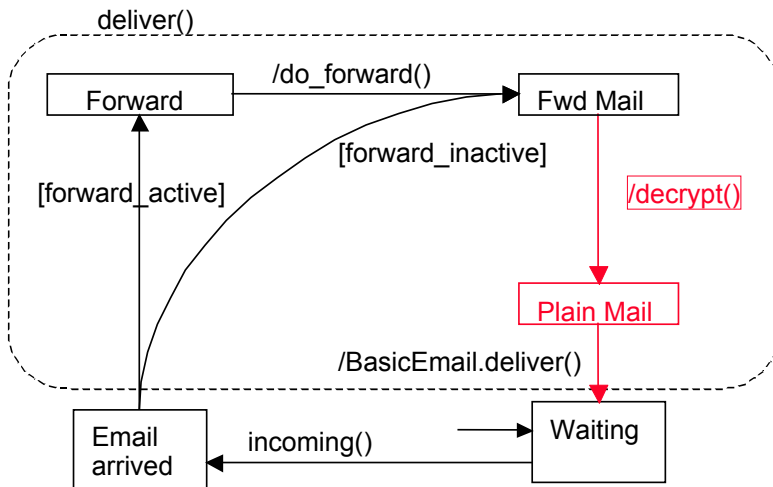 deliver()
/do_forward()
Forward
Fwd Mail
[forward_inactive]
[forward_active]
/decrypt()
Plain Mail
/BasicEmail.deliver()
Email
arrived
incoming()
Waiting